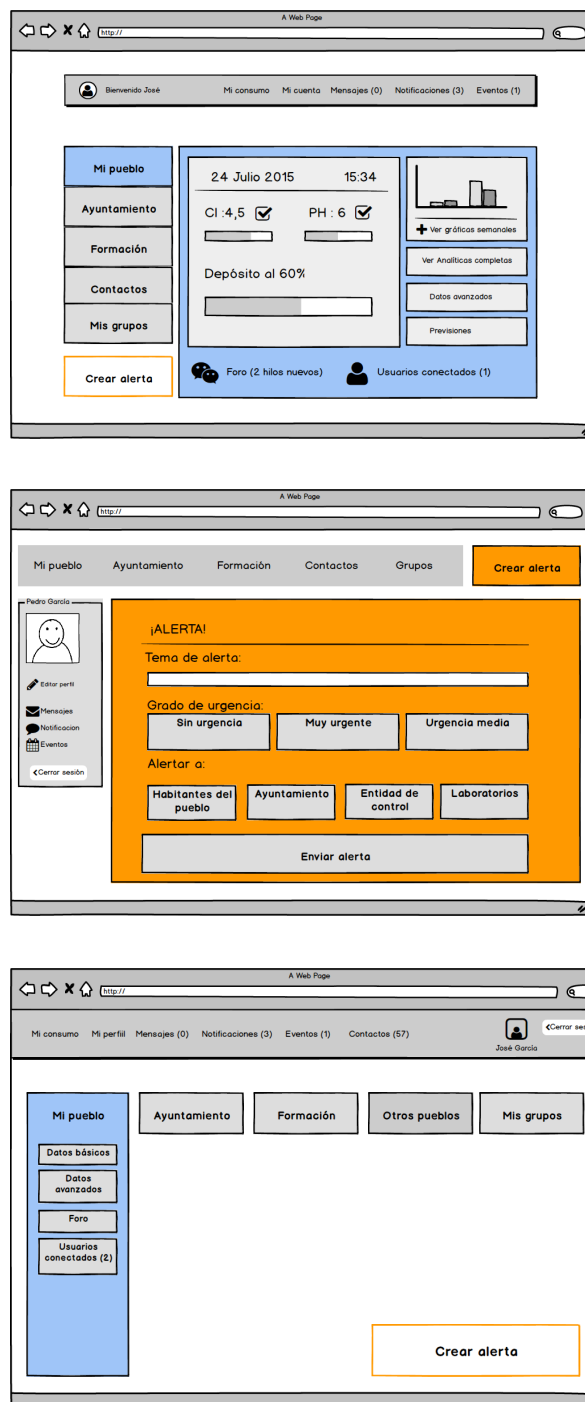 A Web Page
http://
Bienvenido José
Mi consumo Mi cuenta Mensajes (0) Notificaciones (3) Eventos (1)
Mi pueblo
Ayuntamiento
Formación
Contactos
Mis grupos
Crear alerta
24 Julio 2015 15:34
Cl :4,5 PH : 6
Depósito al 60%
Ver gráficas semanales
Ver Analíticas completas
Datos avanzados
Previsiones
Foro (2 hilos nuevos) Usuarios conectados (1)
A Web Page
http://
Mi pueblo Ayuntamiento Formación Contactos Grupos Crear alerta
Pedro García
Editar perfil
Mensajes
Notificacion
Eventos
<Cerrar sesión
¡ALERTA!
Tema de alerta:
Grado de urgencia:
Sin urgencia Muy urgente Urgencia media
Alertar a:
Habitantes del
pueblo
Ayuntamiento
Entidad de
control
Laboratorios
Enviar alerta
A Web Page
http://
Mi consumo Mi perfiil Mensajes (0) Notificaciones (3) Eventos (1) Contactos (57)
José García
<Cerrar ses
Mi pueblo Ayuntamiento Formación Otros pueblos Mis grupos
Datos básicos
Datos
avanzados
Foro
Usuarios
conectados (2)
Crear alerta